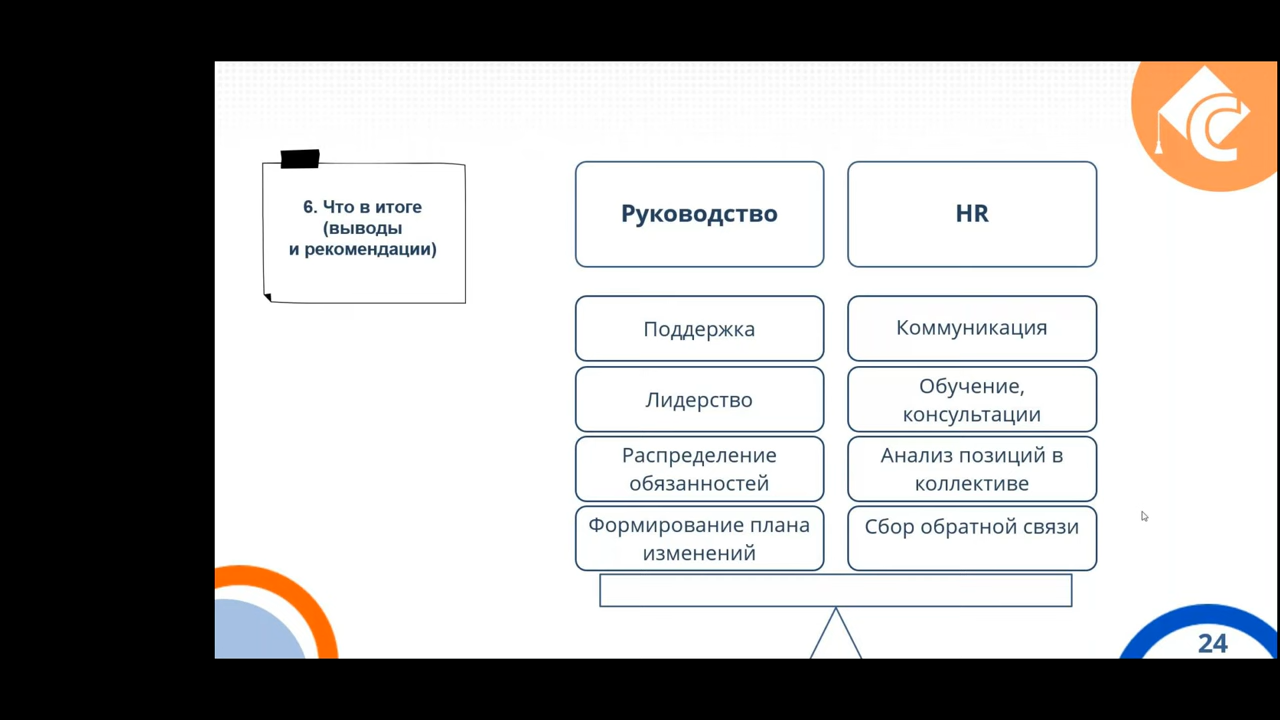 6. Что в итоге
(выводы
и рекомендации)
Руководство
HR
Поддержка
Коммуникация
Лидерство
Обучение,
консультации
Распределение
обязанностей
Анализ позиций в
коллективе
Формирование плана
изменений
Сбор обратной связи
24